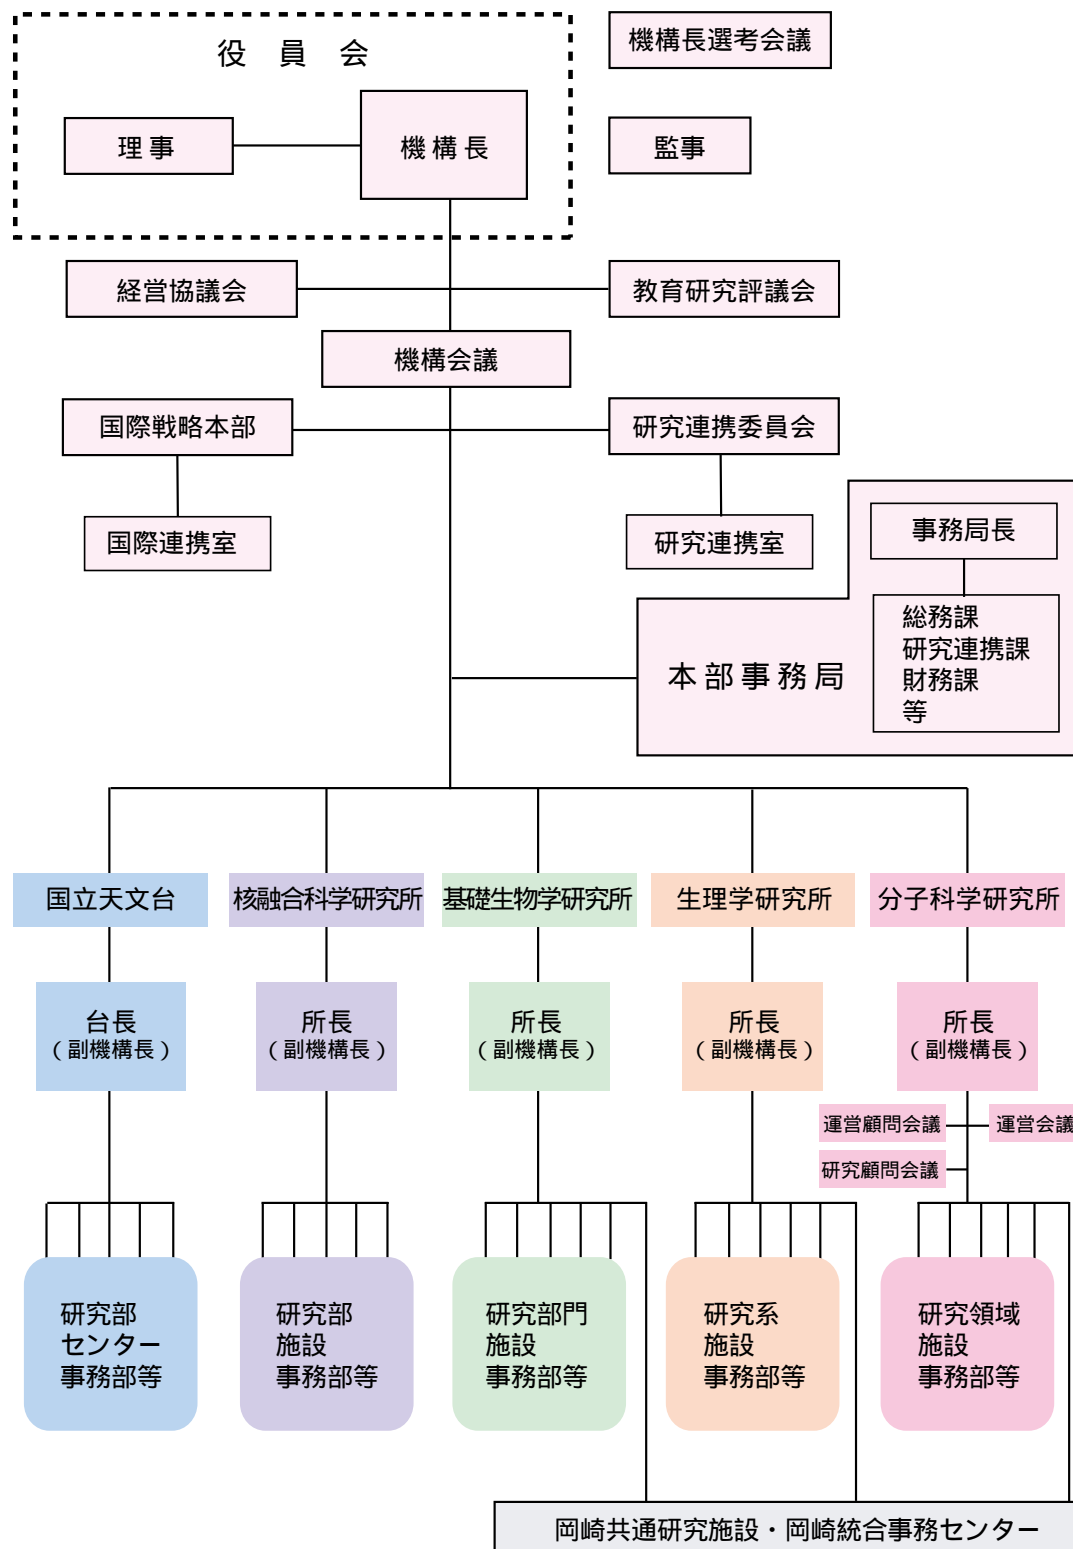 役 員 会
機構長選考会議
理事
機構長
監事
経営協議会
教育研究評議会
機構会議
国際戦略本部
研究連携委員会
国際連携室
研究連携室
事務局長
総務課
研究連携課
財務課
等
本部事務局
国立天文台
核融合科学研究所
基礎生物学研究所
生理学研究所
分子科学研究所
台長
(副機構長)
所長
(副機構長)
所長
(副機構長)
所長
(副機構長)
所長
(副機構長)
運営顧問会議
運営会議
研究顧問会議
研究部
センター
事務部等
研究部
施設
事務部等
研究部門
施設
事務部等
研究系
施設
事務部等
研究領域
施設
事務部等
岡崎共通研究施設・岡崎統合事務センター